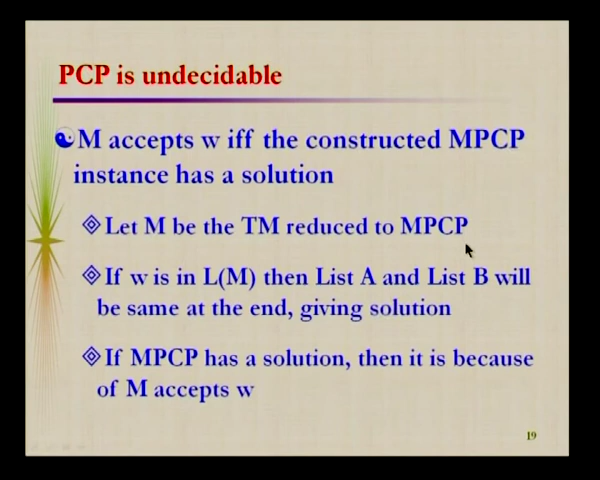 PCP is undecidable
M accepts w iff the constructed MPCP
instance has a solution
Let M be the TM reduced to MPCP
If w is in L(M) then List A and List B will
be same at the end, giving solution
If MPCP has a solution, then it is because
of M accepts w
19